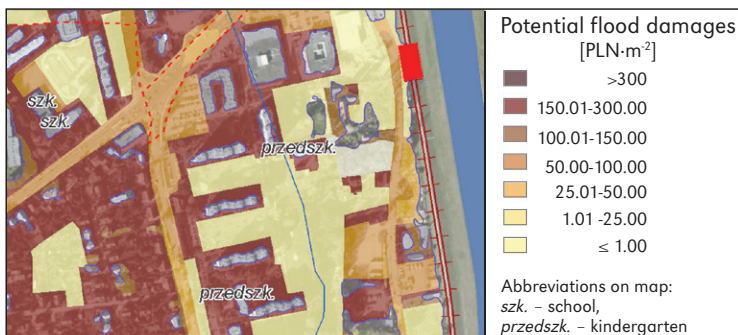 szk.
szk.
przedszk.
przedszk.
Potential flood damages
[PLN·m⁻²]
>300
150.01-300.00
100.01-150.00
50.00-100.00
25.01-50.00
1.01 -25.00
≤ 1.00
Abbreviations on map:
szk. – school,
przedszk. – kindergarten